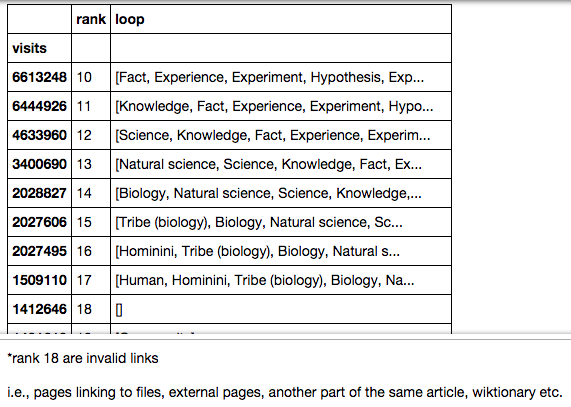 rank loop
visits
6613248 10 [Fact, Experience, Experiment, Hypothesis, Exp...
6444926 11 [Knowledge, Fact, Experience, Experiment, Hypo...
4633960 12 [Science, Knowledge, Fact, Experience, Experim...
3400690 13 [Natural science, Science, Knowledge, Fact, Ex...
2028827 14 [Biology, Natural science, Science, Knowledge,...
2027606 15 [Tribe (biology), Biology, Natural science, Sc...
2027495 16 [Hominini, Tribe (biology), Biology, Natural s...
1509110 17 [Human, Hominini, Tribe (biology), Biology, Na...
1412646 18 []
*rank 18 are invalid links
i.e., pages linking to files, external pages, another part of the same article, wiktionary etc.